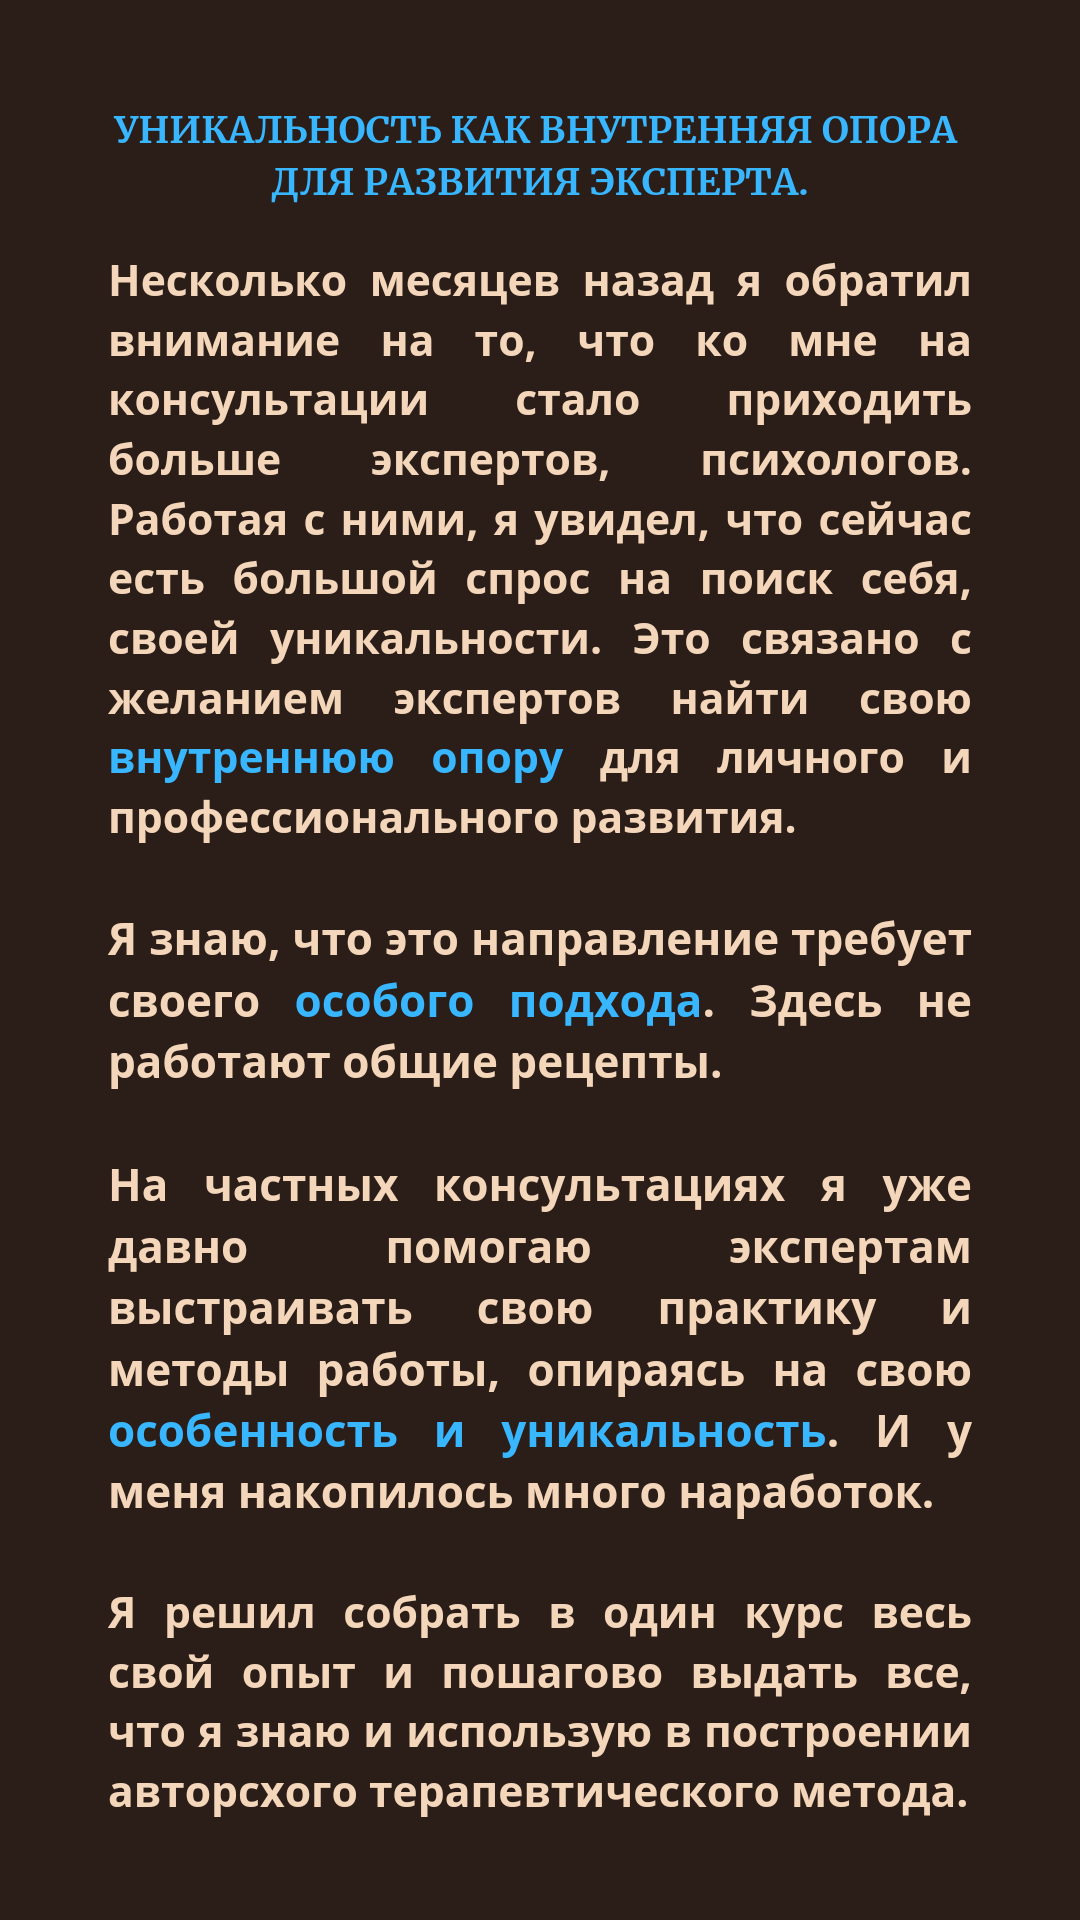 УНИКАЛЬНОСТЬ КАК ВНУТРЕННЯЯ ОПОРА
ДЛЯ РАЗВИТИЯ ЭКСПЕРТА.
Несколько месяцев назад я обратил
внимание на то, что ко мне на
консультации стало приходить
больше экспертов, психологов.
Работая с ними, я увидел, что сейчас
есть большой спрос на поиск себя,
своей уникальности. Это связано с
желанием экспертов найти свою
внутреннюю опору для личного и
профессионального развития.
Я знаю, что это направление требует
своего особого подхода. Здесь не
работают общие рецепты.
На частных консультациях я уже
давно помогаю экспертам
выстраивать свою практику и
методы работы, опираясь на свою
особенность и уникальность. И у
меня накопилось много наработок.
Я решил собрать в один курс весь
свой опыт и пошагово выдать все,
что я знаю и использую в построении
авторсхого терапевтического метода.